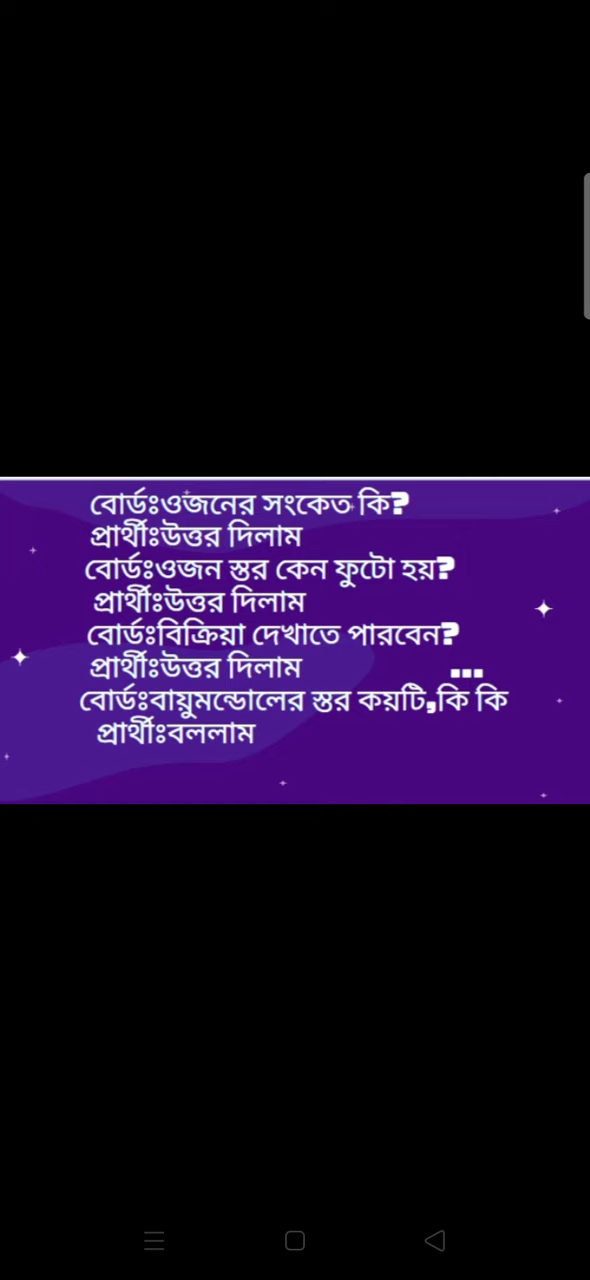 বোর্ডঃওজনের সংকেত কি?
প্রার্থীঃউত্তর দিলাম
বোর্ডঃওজন স্তর কেন ফুটো হয়?
প্রার্থীঃউত্তর দিলাম
বোর্ডঃবিক্রিয়া দেখাতে পারবেন?
প্রার্থীঃউত্তর দিলাম ...
বোর্ডঃবায়ুমন্ডোলের স্তর কয়টি,কি কি
প্রার্থীঃবললাম